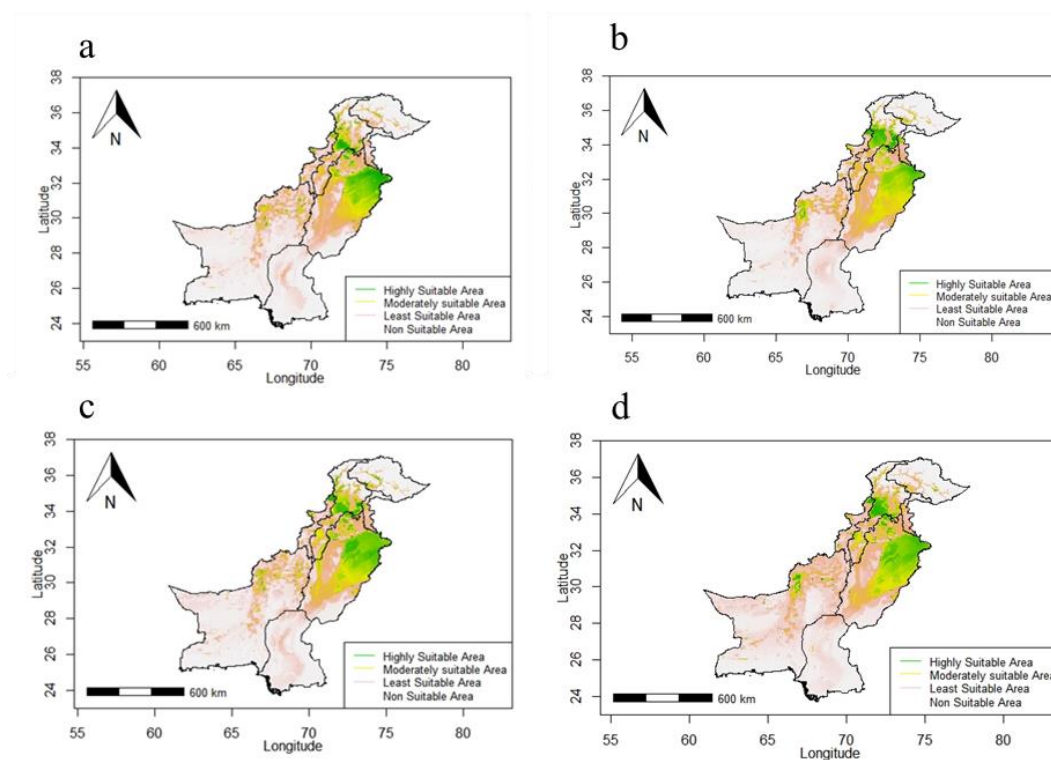 a
38
36
34
32
30
28
26
24
Latitude
N
600 km
Highly Suitable Area
Moderately suitable Area
Least Suitable Area
Non Suitable Area
55 60 65 70 75 80
Longitude
b
38
36
34
32
30
28
26
24
Latitude
N
600 km
Highly Suitable Area
Moderately suitable Area
Least Suitable Area
Non Suitable Area
55 60 65 70 75 80
Longitude
c
38
36
34
32
30
28
26
24
Latitude
N
600 km
Highly Suitable Area
Moderately suitable Area
Least Suitable Area
Non Suitable Area
55 60 65 70 75 80
Longitude
d
38
36
34
32
30
28
26
24
Latitude
N
600 km
Highly Suitable Area
Moderately suitable Area
Least Suitable Area
Non Suitable Area
55 60 65 70 75 80
Longitude